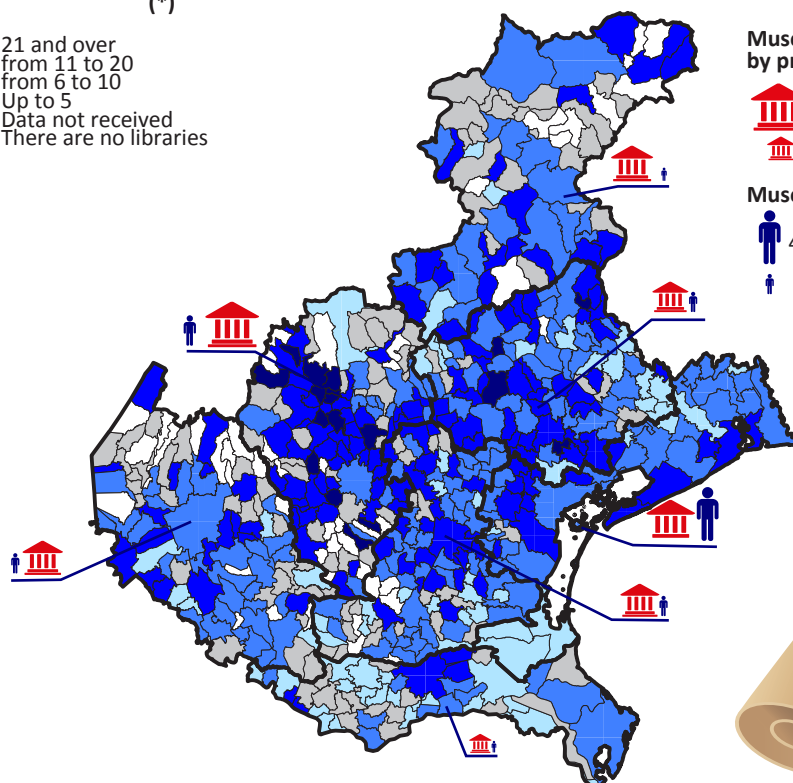 (*)
21 and over
from 11 to 20
from 6 to 10
Up to 5
Data not received
There are no libraries
by